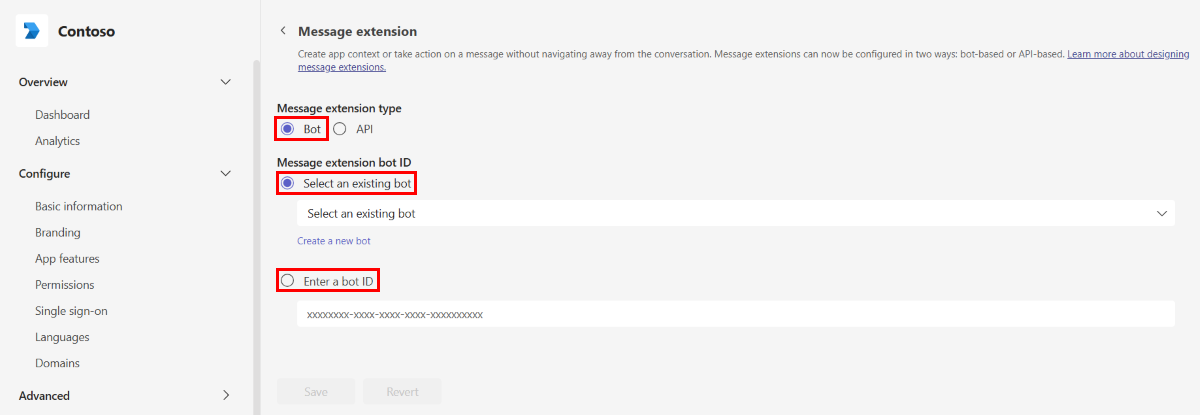 Contoso
Overview
Dashboard
Analytics
Configure
Basic information
Branding
App features
Permissions
Single sign-on
Languages
Domains
Advanced
Message extension
Create app context or take action on a message without navigating away from the conversation. Message extensions can now be configured in two ways: bot-based or API-based. Learn more about designing
message extensions.
Message extension type
Bot
API
Message extension bot ID
Select an existing bot
Select an existing bot
Create a new bot
Enter a bot ID
xxxxxxxx-xxxx-xxxx-xxxx-xxxxxxxxxx
Save
Revert